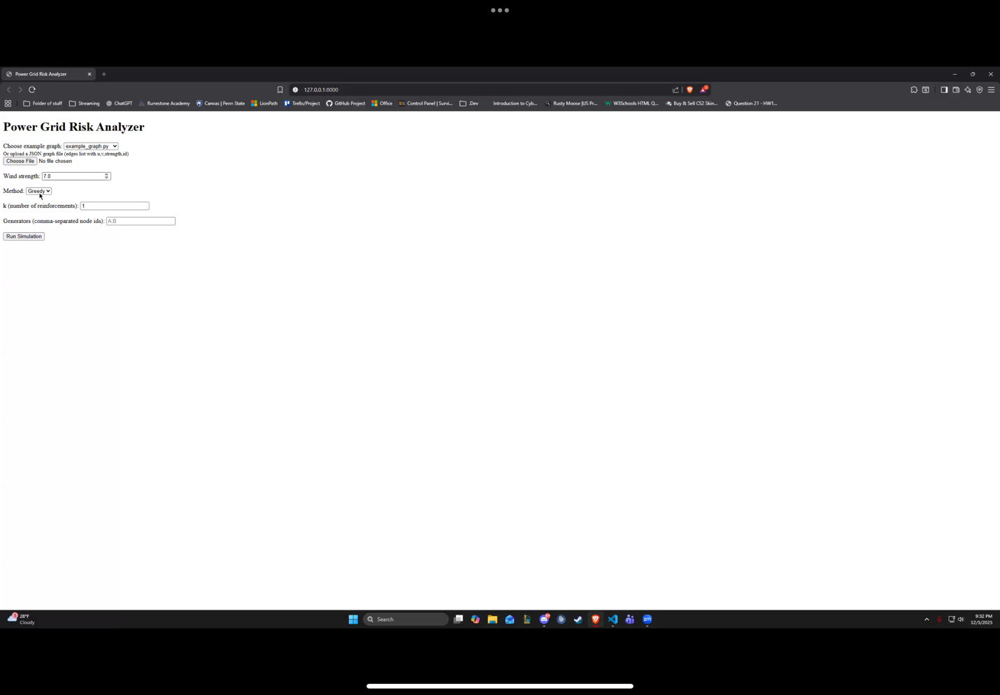 Power Grid Risk Analyzer
127.0.0.1:8000
Folder of stuff Streaming ChatGPT Runestone Academy Canvas | Penn State LionPath Trello/Project GitHub Project Office SS Control Panel | Survi... .Dev Introduction to Cyb... Rusty Moose |US Pr... W3Schools HTML Q... Buy & Sell CS2 Skin... Question 21 - HW1...
Power Grid Risk Analyzer
Choose example graph: example_graph.py
Or upload a JSON graph file (edges list with u,v,strength,id)
Choose File No file chosen
Wind strength: 7.0
Method: Greedy
k (number of reinforcements): 1
Generators (comma-separated node ids): A,B
Run Simulation
28°F
Cloudy
Search
zm
9:32 PM
12/5/2025